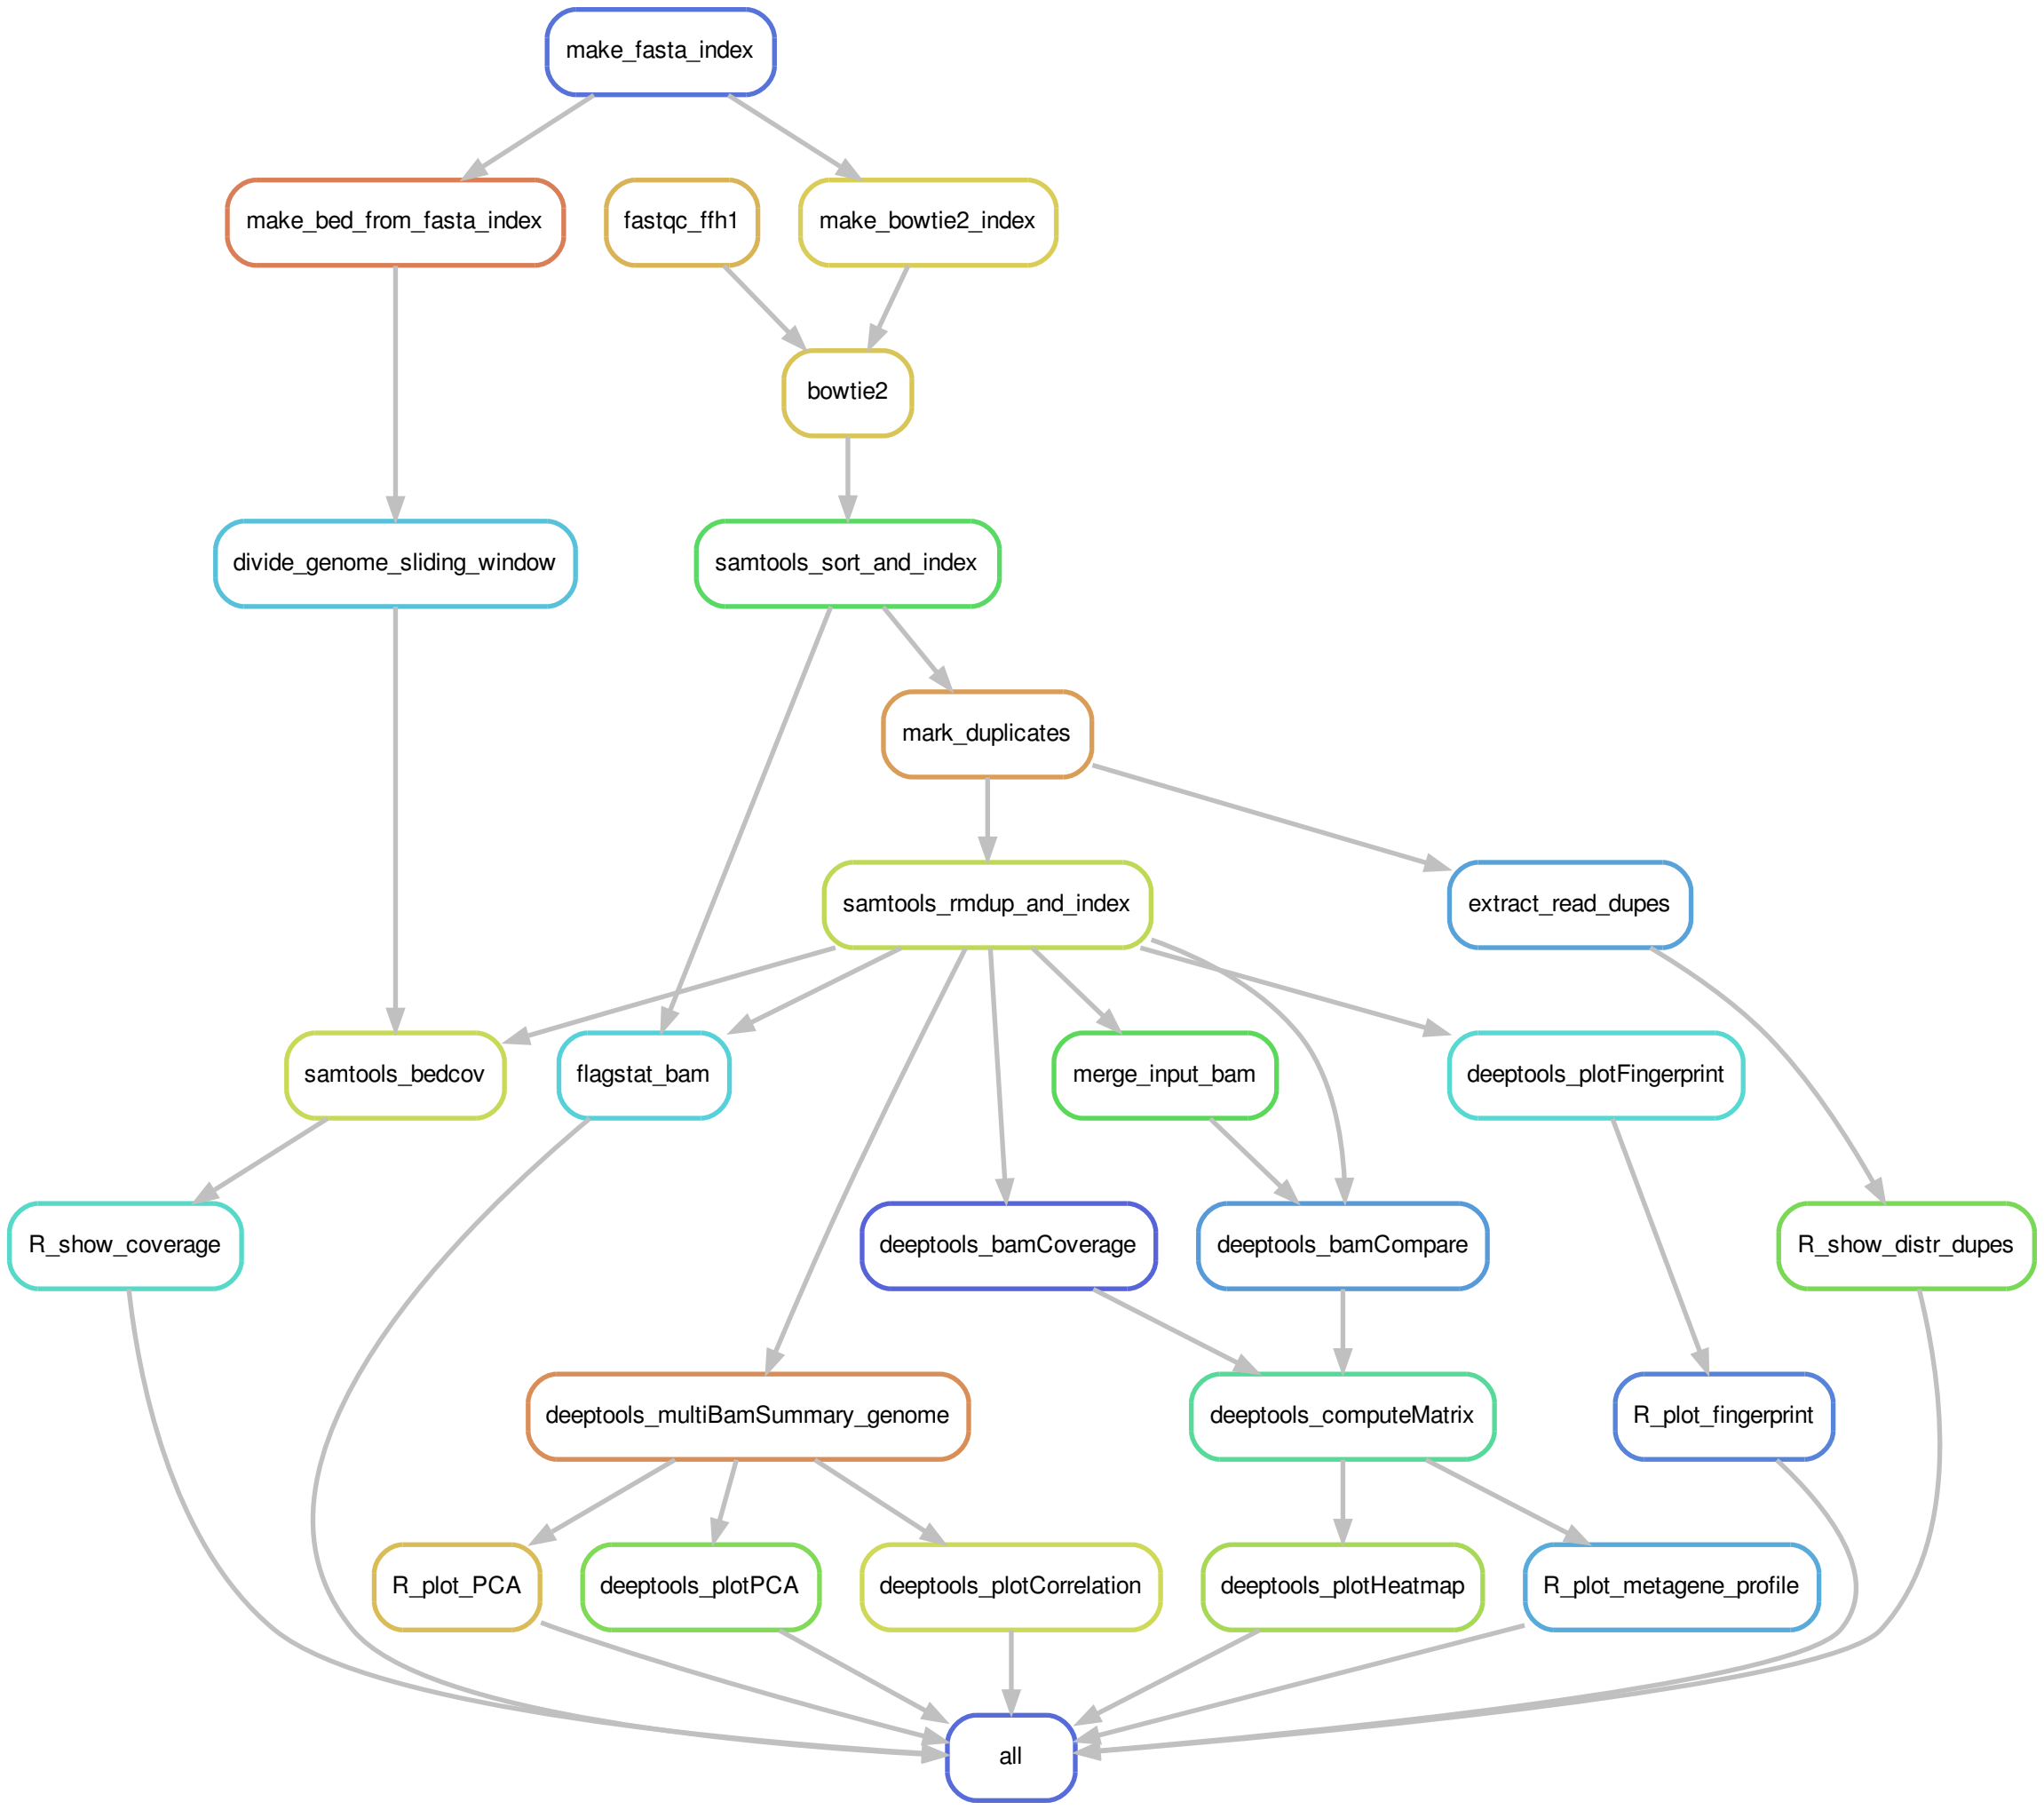 make_fasta_index
make_bed_from_fasta_index
fastqc_ffh1
make_bowtie2_index
bowtie2
divide_genome_sliding_window
samtools_sort_and_index
mark_duplicates
samtools_rmdup_and_index
extract_read_dupes
samtools_bedcov
flagstat_bam
merge_input_bam
deeptools_plotFingerprint
R_show_coverage
deeptools_bamCoverage
deeptools_bamCompare
R_show_distr_dupes
deeptools_multiBamSummary_genome
deeptools_computeMatrix
R_plot_fingerprint
R_plot_PCA
deeptools_plotPCA
deeptools_plotCorrelation
deeptools_plotHeatmap
R_plot_metagene_profile
all